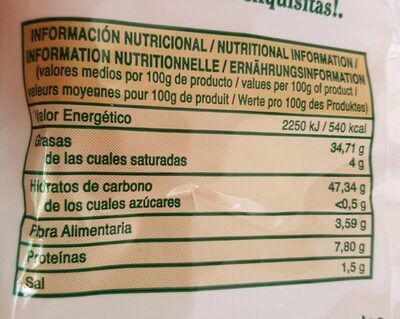 exquisitas!.
INFORMACIÓN NUTRICIONAL / NUTRITIONAL INFORMATION /
INFORMATION NUTRITIONNELLE / ERNÄHRUNGSINFORMATION
(valores medios por 100g de producto / values per 100g of product /
valeurs moyennes pour 100g de produit / Werte pro 100g des Produktes)
Valor Energético 2250 kJ / 540 kcal
Grasas 34,71 g
de las cuales saturadas 4 g
Hidratos de carbono 47,34 g
de los cuales azúcares <0,5 g
Fibra Alimentaria 3,59 g
Proteínas 7,80 g
Sal 1,5 g